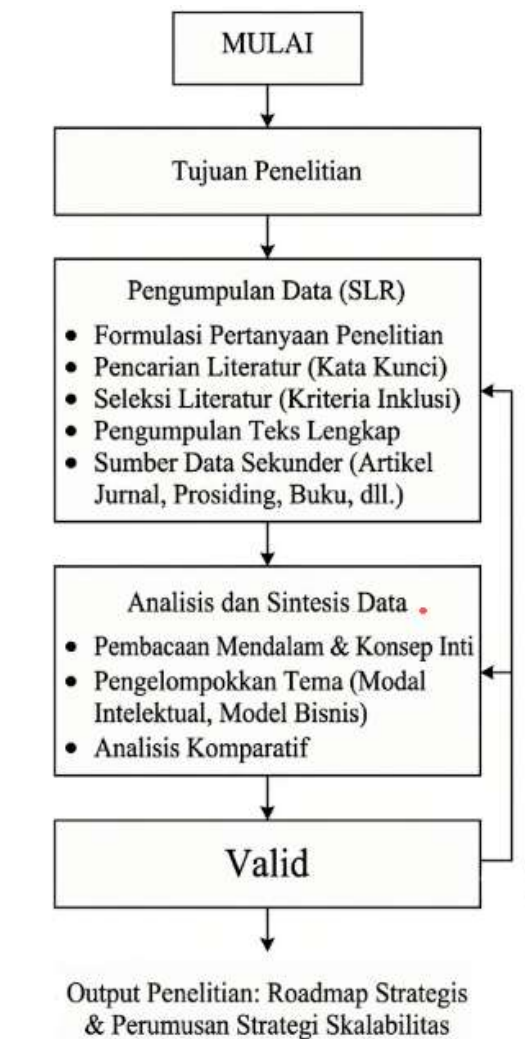 MULAI
Tujuan Penelitian
Pengumpulan Data (SLR)
• Formulasi Pertanyaan Penelitian
• Pencarian Literatur (Kata Kunci)
• Seleksi Literatur (Kriteria Inklusi)
• Pengumpulan Teks Lengkap
• Sumber Data Sekunder (Artikel
Jurnal, Prosiding, Buku, dll.)
Analisis dan Sintesis Data
• Pembacaan Mendalam & Konsep Inti
• Pengelompokkan Tema (Modal
Intelektual, Model Bisnis)
• Analisis Komparatif
Valid
Output Penelitian: Roadmap Strategis
& Perumusan Strategi Skalabilitas